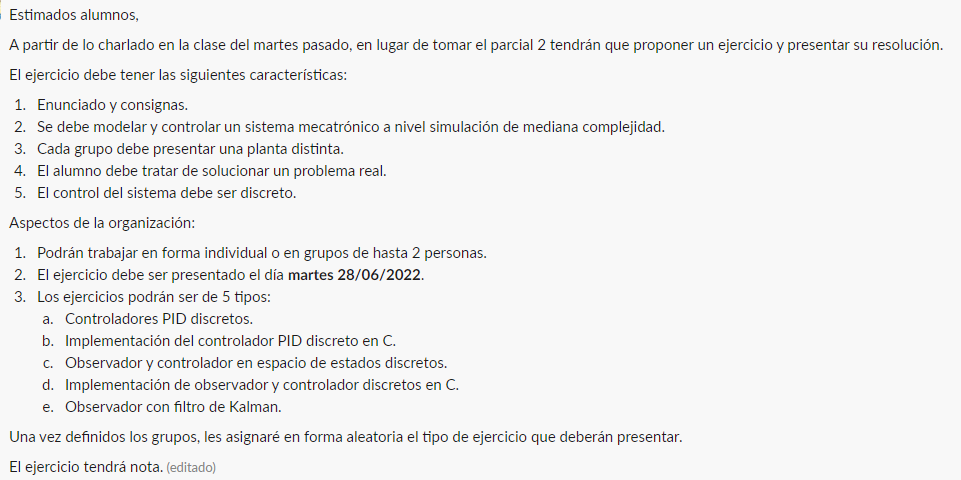 Estimados alumnos,
A partir de lo charlado en la clase del martes pasado, en lugar de tomar el parcial 2 tendrán que proponer un ejercicio y presentar su resolución.
El ejercicio debe tener las siguientes características:
1. Enunciado y consignas.
2. Se debe modelar y controlar un sistema mecatrónico a nivel simulación de mediana complejidad.
3. Cada grupo debe presentar una planta distinta.
4. El alumno debe tratar de solucionar un problema real.
5. El control del sistema debe ser discreto.
Aspectos de la organización:
1. Podrán trabajar en forma individual o en grupos de hasta 2 personas.
2. El ejercicio debe ser presentado el día martes 28/06/2022.
3. Los ejercicios podrán ser de 5 tipos:
a. Controladores PID discretos.
b. Implementación del controlador PID discreto en C.
c. Observador y controlador en espacio de estados discretos.
d. Implementación de observador y controlador discretos en C.
e. Observador con filtro de Kalman.
Una vez definidos los grupos, les asignaré en forma aleatoria el tipo de ejercicio que deberán presentar.
El ejercicio tendrá nota. (editado)